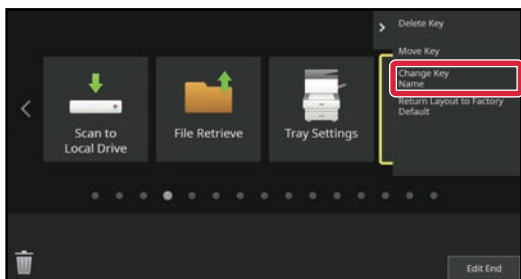 Delete Key
Move Key
Change Key
Name
Return Layout to Factory
Default
Scan to
Local Drive
File Retrieve
Tray Settings
Edit End